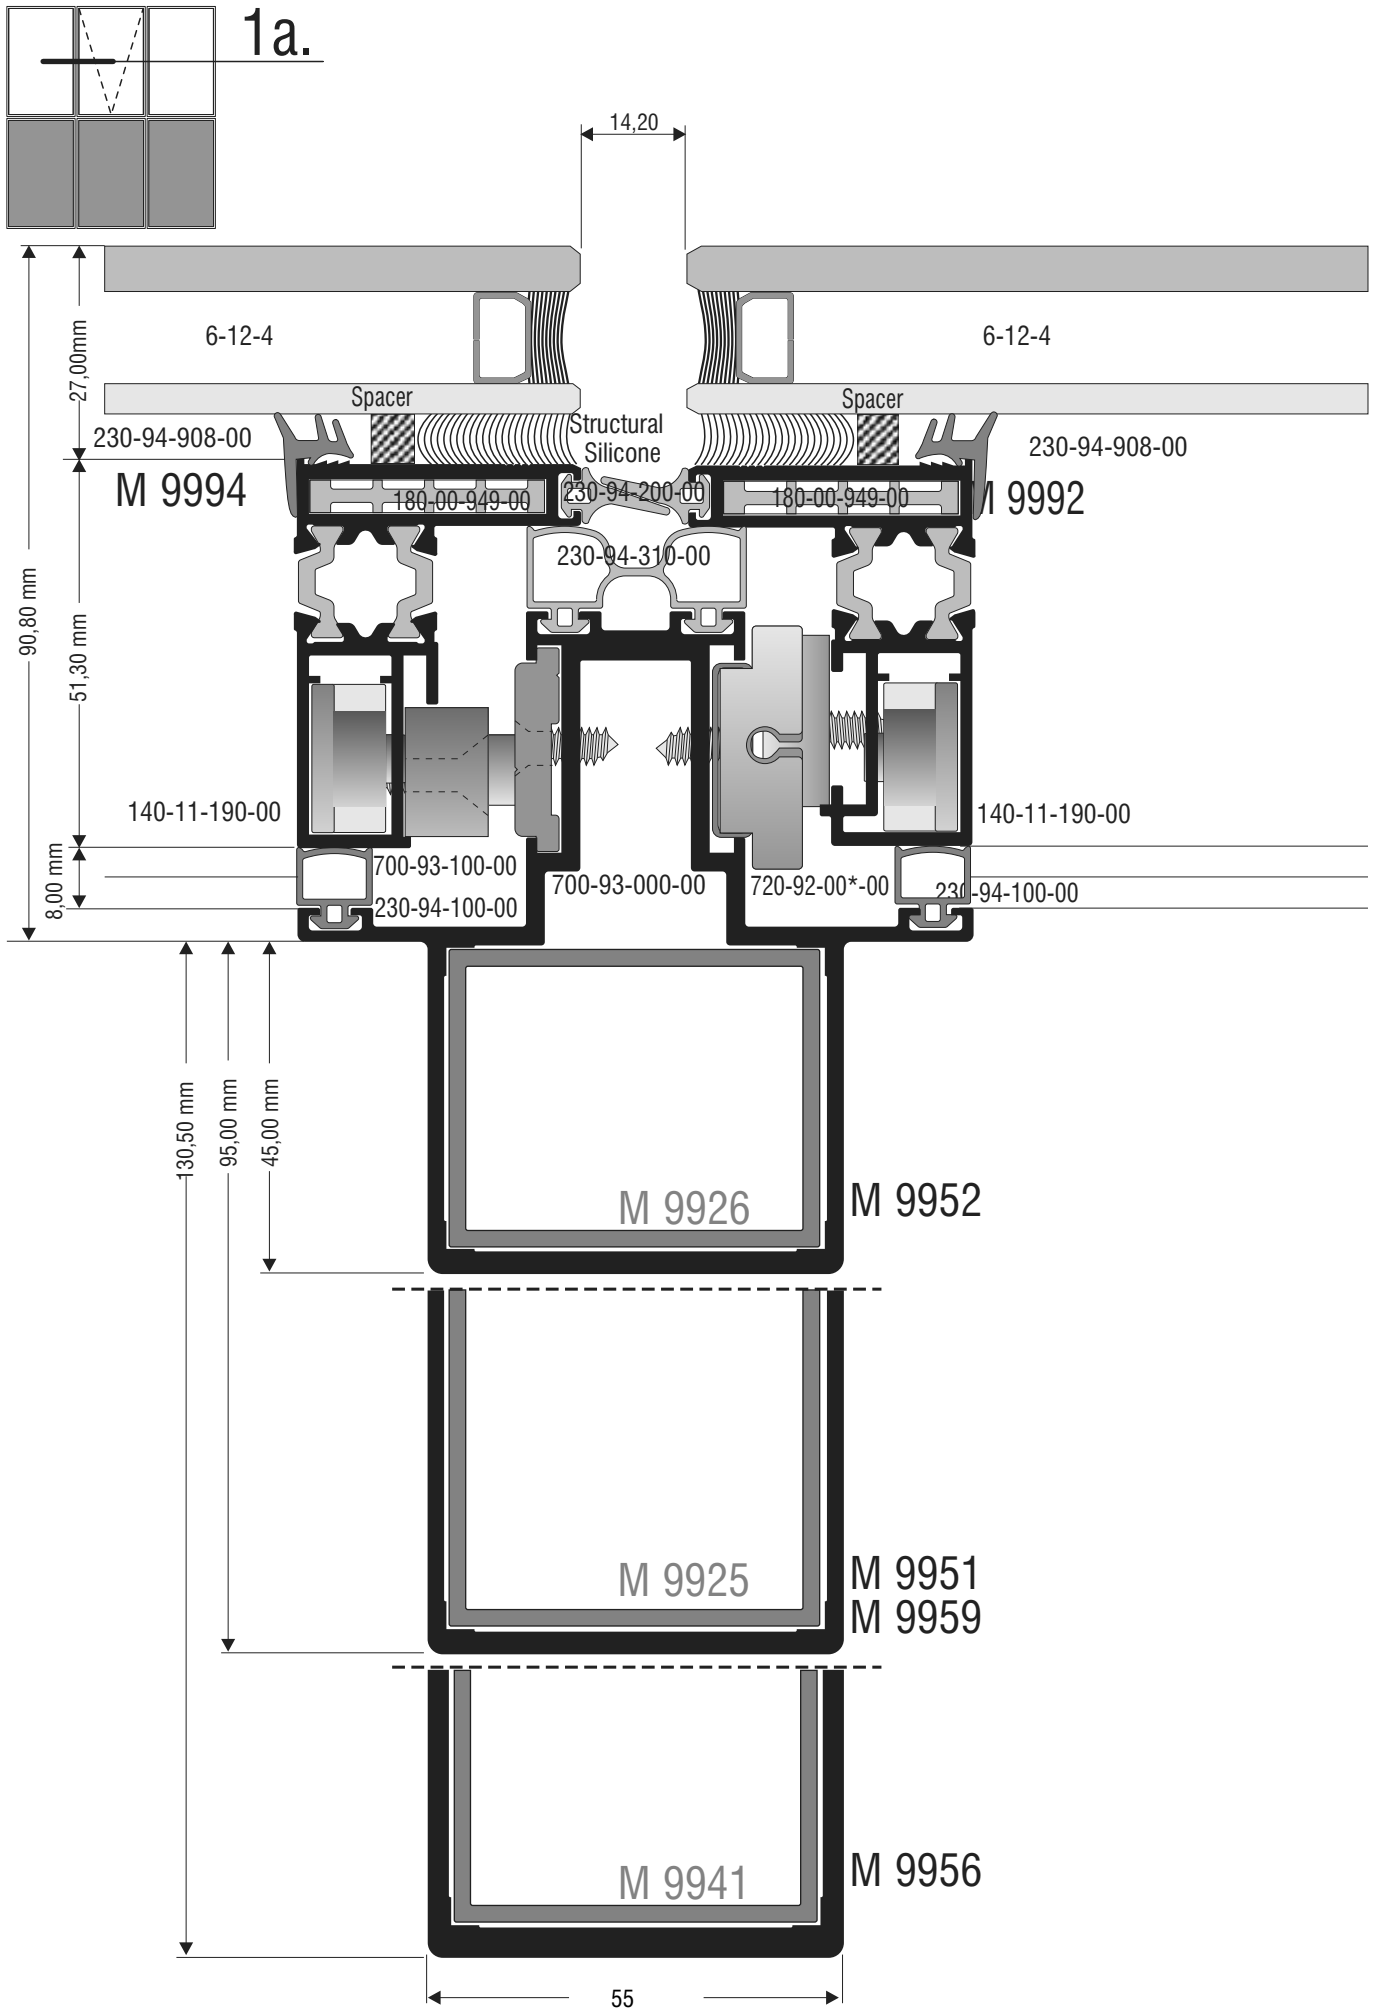 1a.
14,20
6-12-4
6-12-4
27,00mm
Spacer
Spacer
Structural
Silicone
230-94-908-00
230-94-908-00
M 9994
180-00-949-00
230-94-200-00
180-00-949-00
M 9992
230-94-310-00
90,80 mm
51,30 mm
140-11-190-00
140-11-190-00
8,00 mm
700-93-100-00
700-93-000-00
720-92-00*-00
230-94-100-00
230-94-100-00
130,50 mm
95,00 mm
45,00 mm
M 9926
M 9952
M 9925
M 9951
M 9959
M 9941
M 9956
55